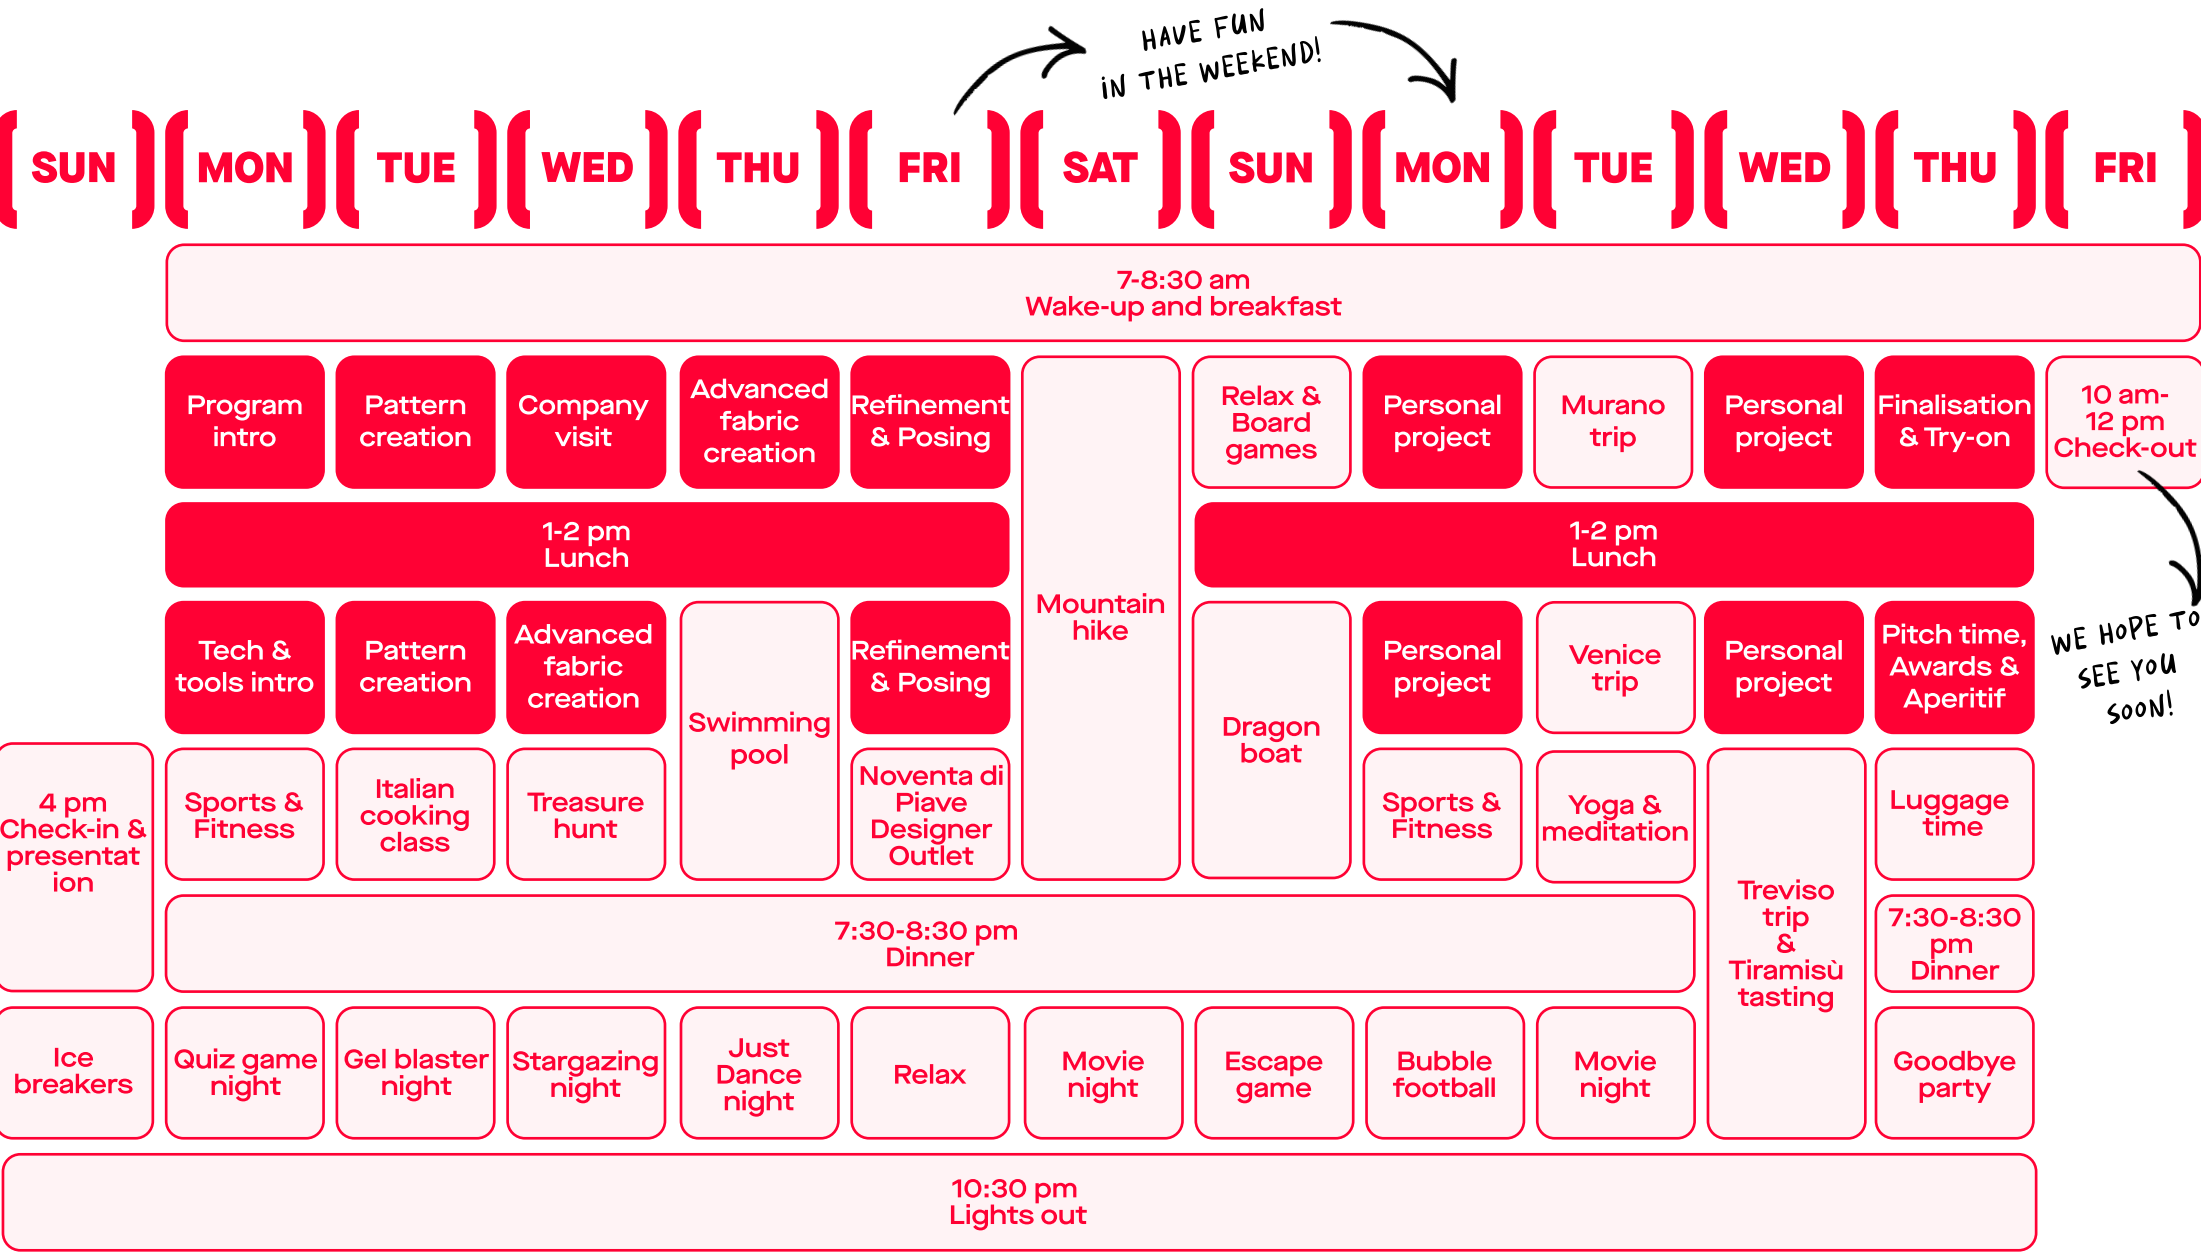 HAVE FUN
IN THE WEEKEND!
SUN
MON
TUE
WED
THU
FRI
SAT
SUN
MON
TUE
WED
THU
FRI
7-8:30 am
Wake-up and breakfast
Program
intro
Pattern
creation
Company
visit
Advanced
fabric
creation
Refinement
& Posing
Mountain
hike
Relax &
Board
games
Personal
project
Murano
trip
Personal
project
Finalisation
& Try-on
10 am-
12 pm
Check-out
1-2 pm
Lunch
1-2 pm
Lunch
Tech &
tools intro
Pattern
creation
Advanced
fabric
creation
Swimming
pool
Refinement
& Posing
Dragon
boat
Personal
project
Venice
trip
Personal
project
Pitch time,
Awards &
Aperitif
WE HOPE TO
SEE YOU
SOON!
4 pm
Check-in &
presentat
ion
Sports &
Fitness
Italian
cooking
class
Treasure
hunt
Noventa di
Piave
Designer
Outlet
Sports &
Fitness
Yoga &
meditation
Treviso
trip
&
Tiramisù
tasting
Luggage
time
7:30-8:30 pm
Dinner
7:30-8:30
pm
Dinner
Ice
breakers
Quiz game
night
Gel blaster
night
Stargazing
night
Just
Dance
night
Relax
Movie
night
Escape
game
Bubble
football
Movie
night
Goodbye
party
10:30 pm
Lights out